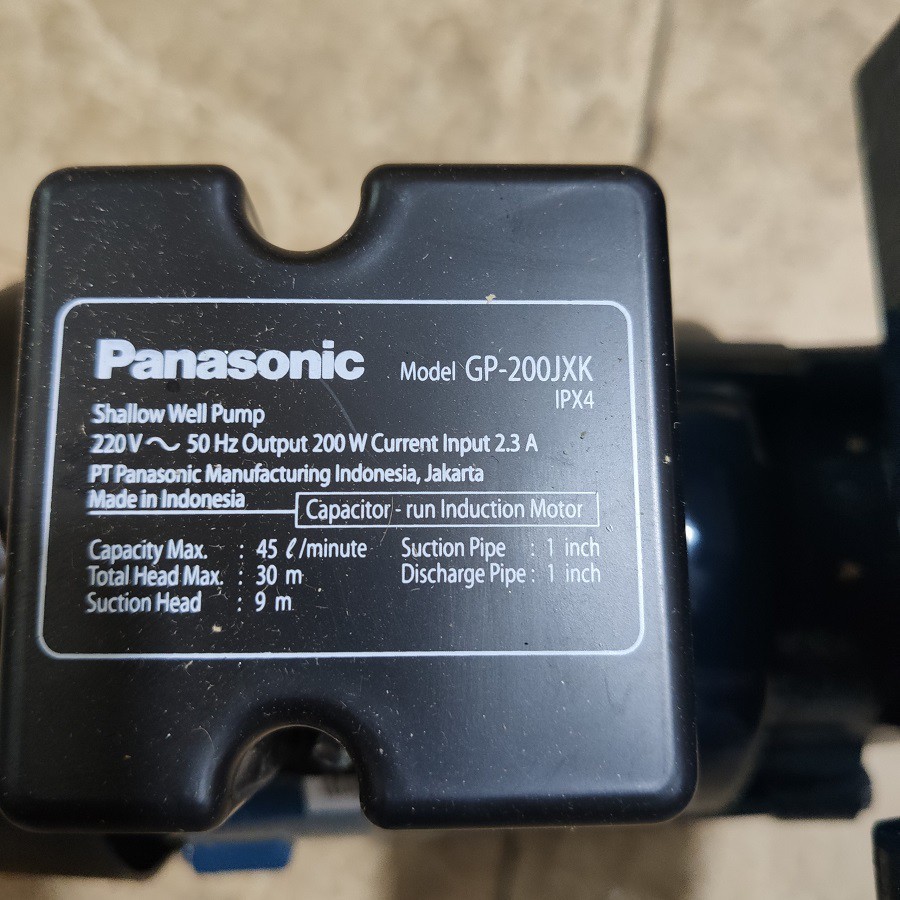 Panasonic Model GP-200JXK
IPX4
Shallow Well Pump
220V ~ 50 Hz Output 200 W Current Input 2.3 A
PT Panasonic Manufacturing Indonesia, Jakarta
Made in Indonesia
Capacitor - run Induction Motor
Capacity Max. : 45 ℓ/minute Suction Pipe : 1 inch
Total Head Max. : 30 m Discharge Pipe : 1 inch
Suction Head : 9 m